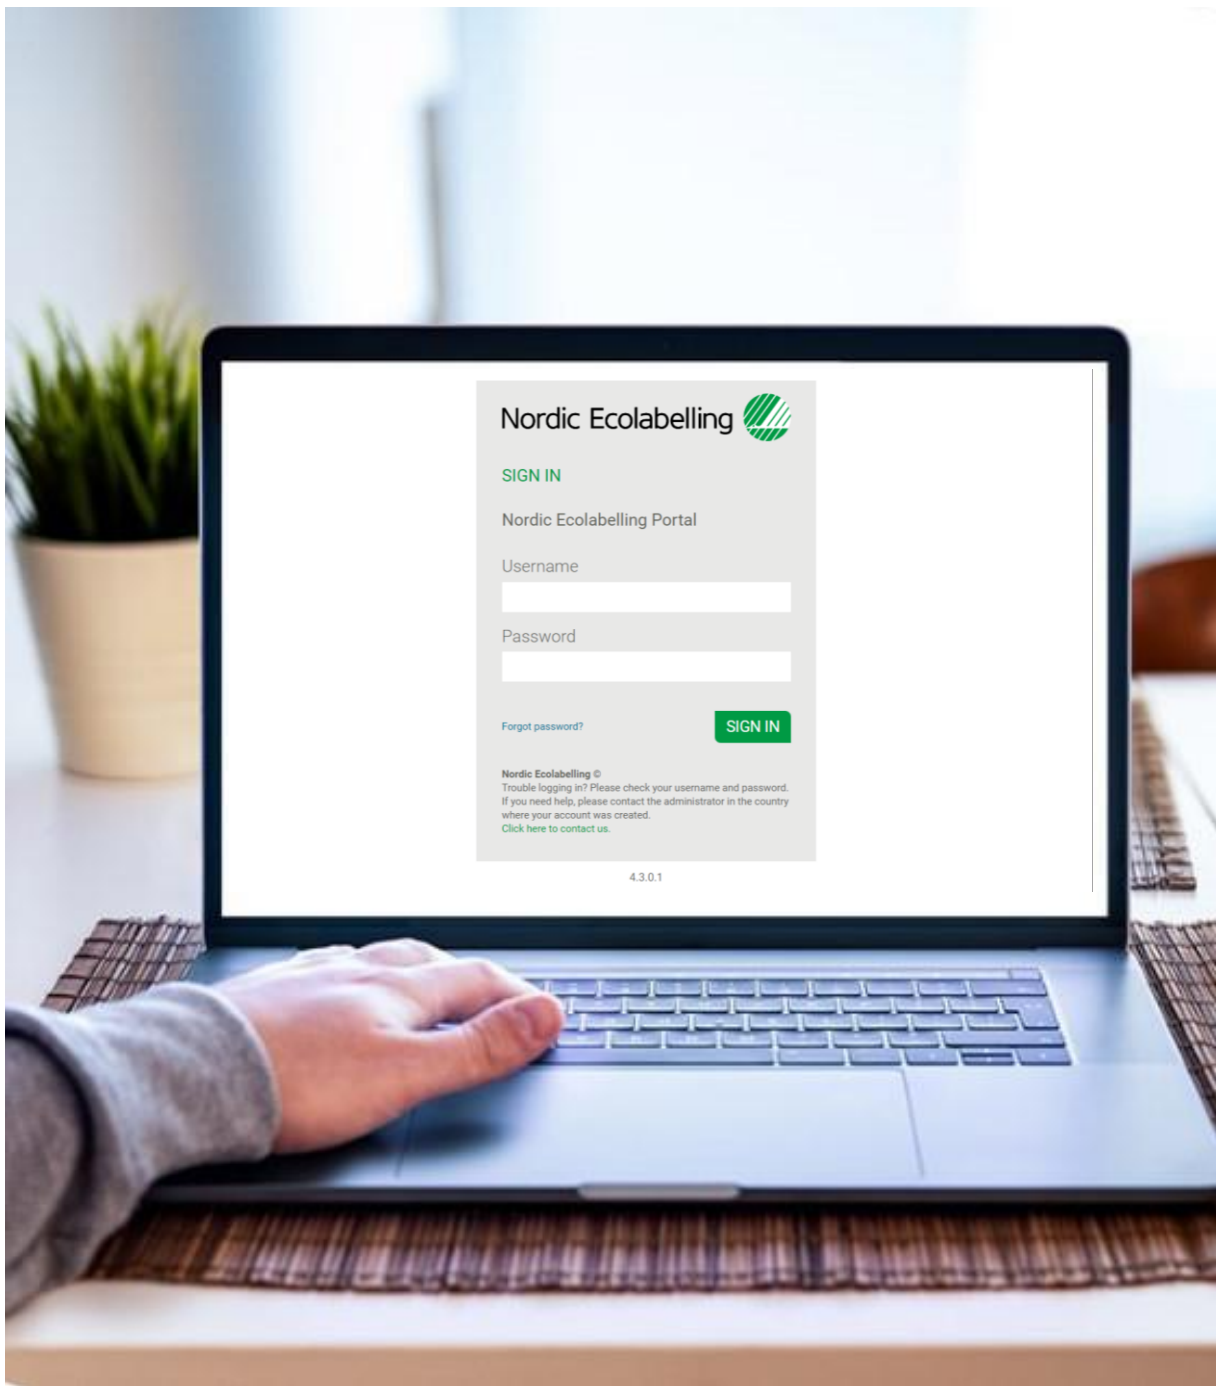 Nordic Ecolabelling
SIGN IN
Nordic Ecolabelling Portal
Username
Password
Forgot password?
SIGN IN
Nordic Ecolabelling ©
Trouble logging in? Please check your username and password.
If you need help, please contact the administrator in the country
where your account was created.
Click here to contact us.
4.3.0.1